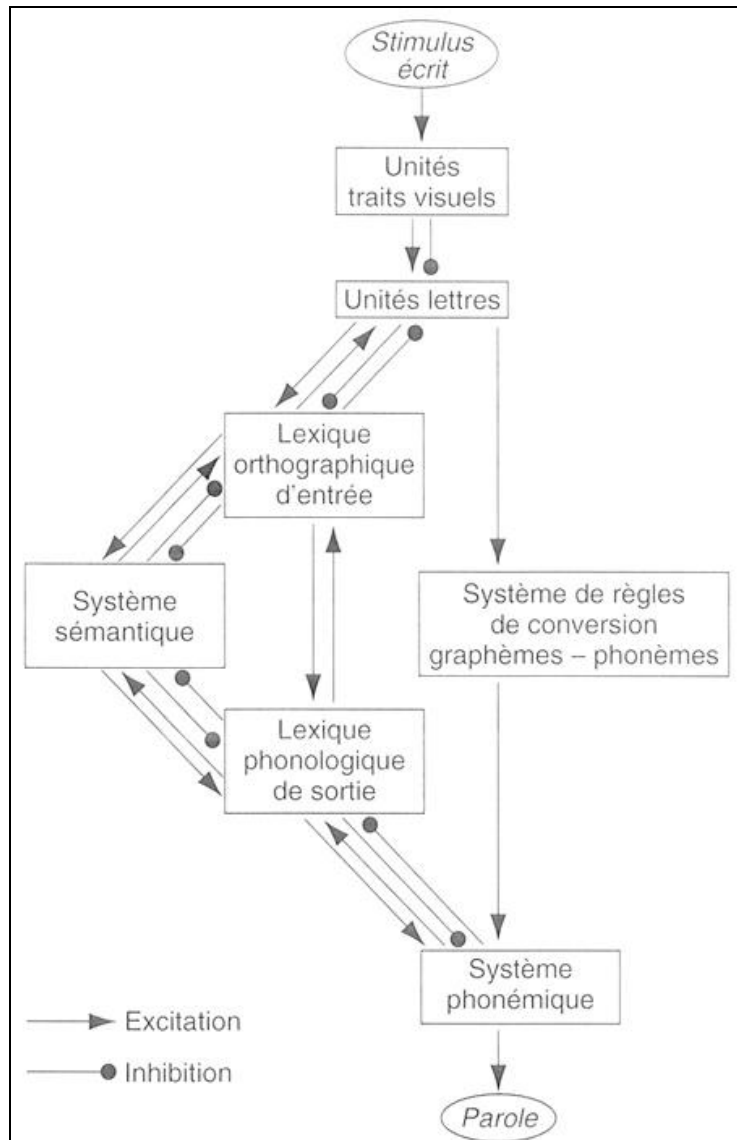 Stimulus
écrit
Unités
traits visuels
Unités lettres
Lexique
orthographique
d'entrée
Système
sémantique
Système de règles
de conversion
graphèmes – phonèmes
Lexique
phonologique
de sortie
Système
phonémique
Excitation
Inhibition
Parole